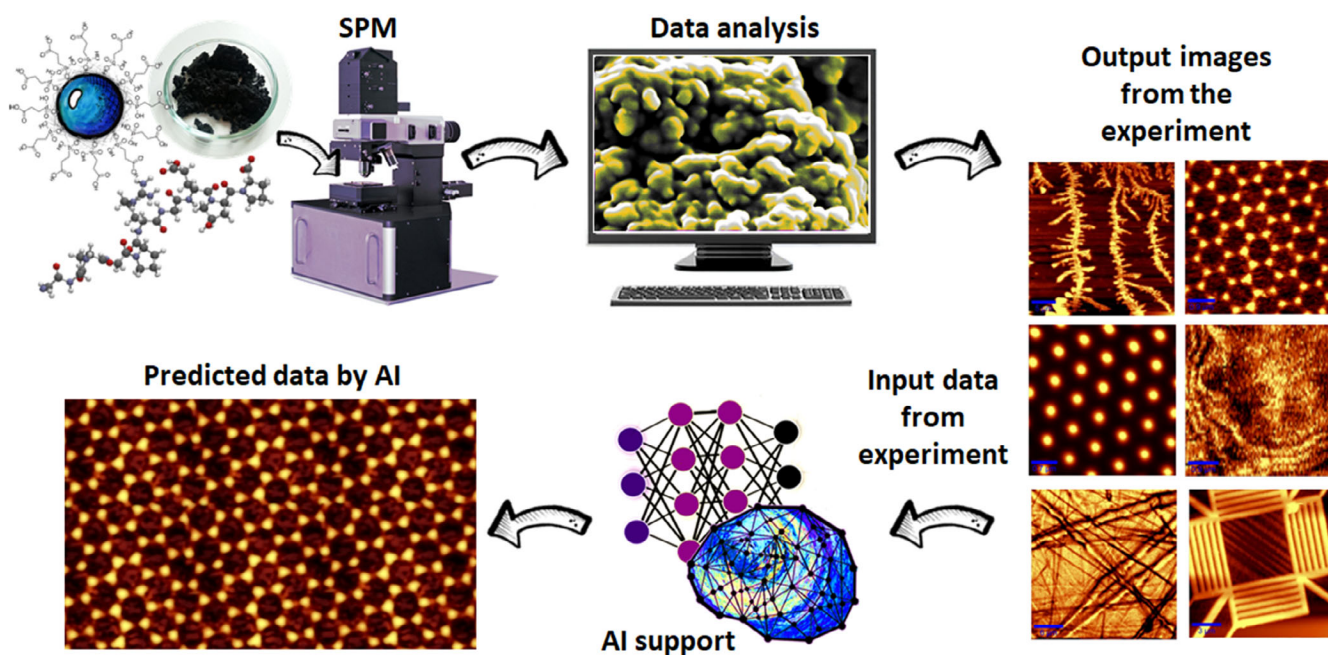 SPM
Data analysis
Output images
from the
experiment
Predicted data by AI
Input data
from
experiment
AI support